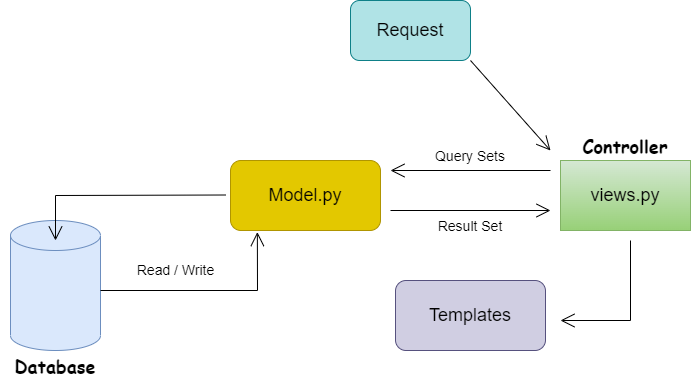 Request
Controller
Query Sets
Model.py
views.py
Result Set
Read / Write
Templates
Database